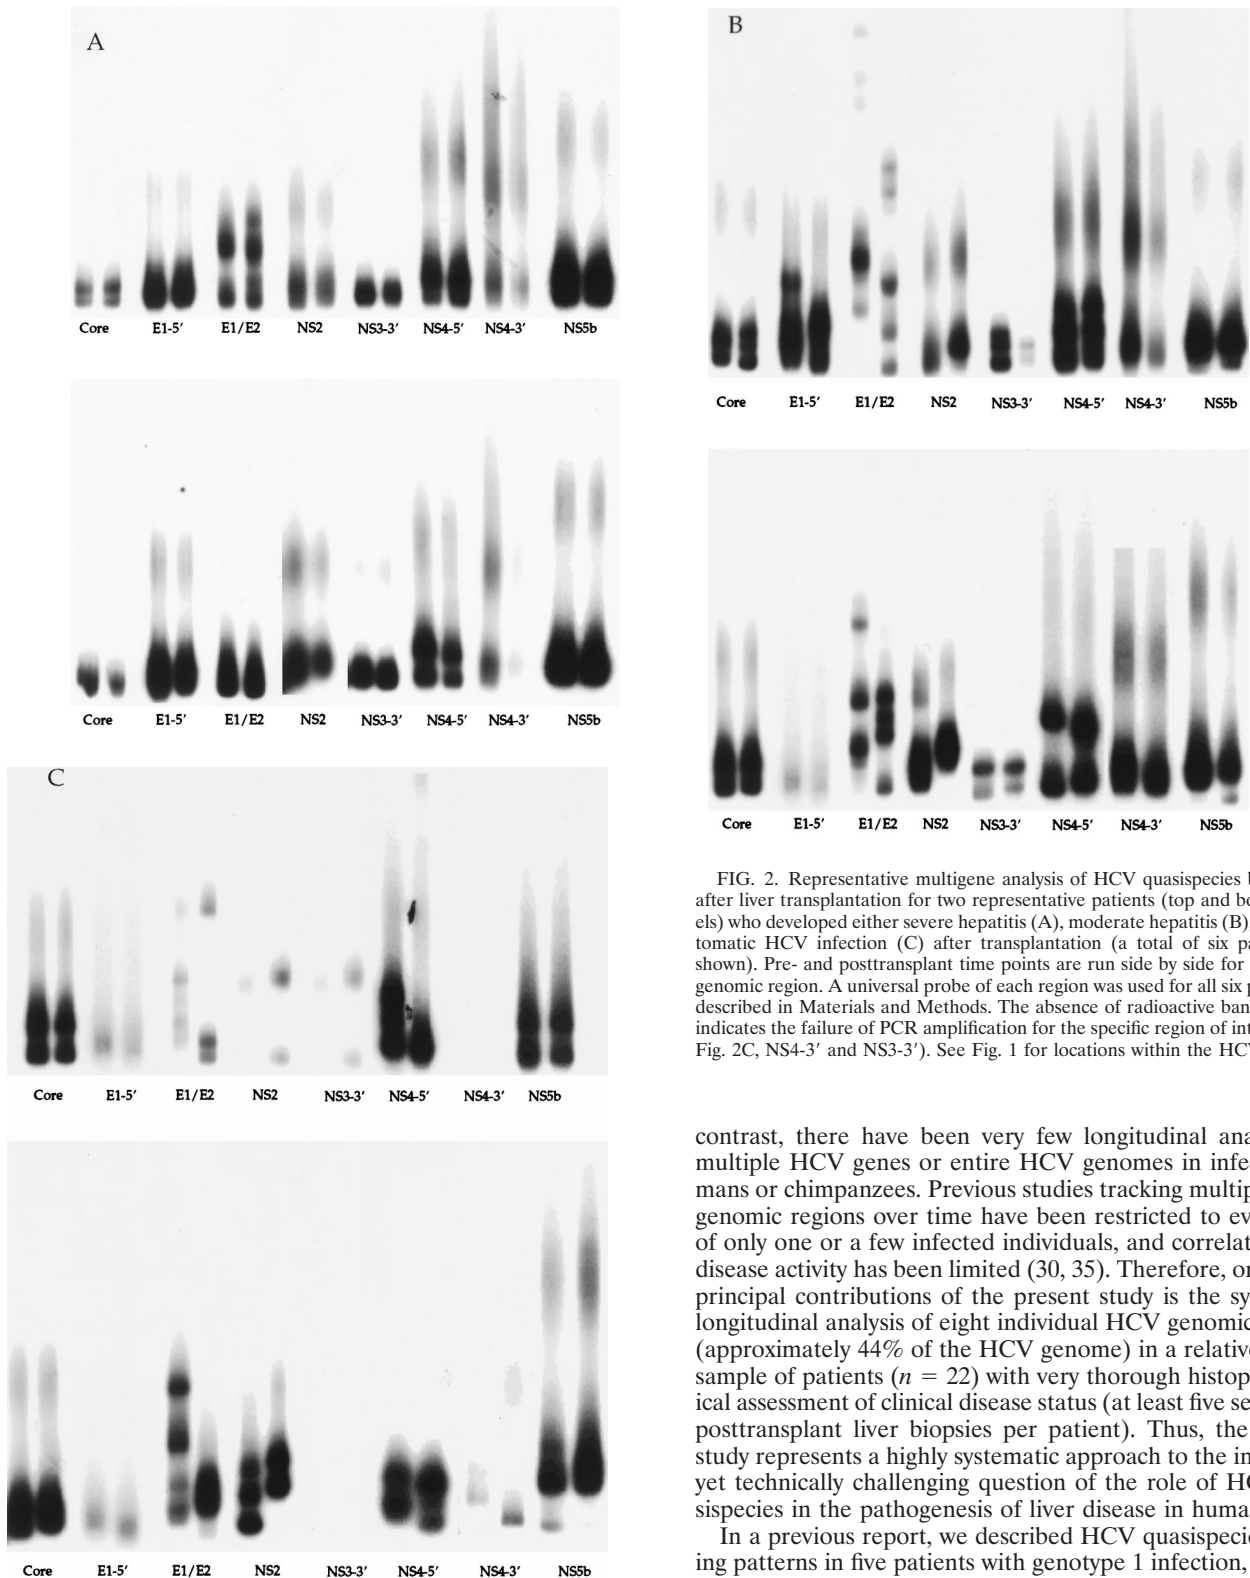 A
Core E1-5′ E1/E2 NS2 NS3-3′ NS4-5′ NS4-3′ NS5b
Core E1-5′ E1/E2 NS2 NS3-3′ NS4-5′ NS4-3′ NS5b
B
Core E1-5′ E1/E2 NS2 NS3-3′ NS4-5′ NS4-3′ NS5b
Core E1-5′ E1/E2 NS2 NS3-3′ NS4-5′ NS4-3′ NS5b
C
Core E1-5′ E1/E2 NS2 NS3-3′ NS4-5′ NS4-3′ NS5b
Core E1-5′ E1/E2 NS2 NS3-3′ NS4-5′ NS4-3′ NS5b
FIG. 2. Representative multigene analysis of HCV quasispecies b
after liver transplantation for two representative patients (top and bo
els) who developed either severe hepatitis (A), moderate hepatitis (B)
tomatic HCV infection (C) after transplantation (a total of six pa
shown). Pre- and posttransplant time points are run side by side for
genomic region. A universal probe of each region was used for all six p
described in Materials and Methods. The absence of radioactive ban
indicates the failure of PCR amplification for the specific region of int
Fig. 2C, NS4-3′ and NS3-3′). See Fig. 1 for locations within the HC
contrast, there have been very few longitudinal ana
multiple HCV genes or entire HCV genomes in infe
mans or chimpanzees. Previous studies tracking multip
genomic regions over time have been restricted to ev
of only one or a few infected individuals, and correlat
disease activity has been limited (30, 35). Therefore, or
principal contributions of the present study is the sy
longitudinal analysis of eight individual HCV genomic
(approximately 44% of the HCV genome) in a relative
sample of patients (n = 22) with very thorough histop
ical assessment of clinical disease status (at least five se
posttransplant liver biopsies per patient). Thus, the
study represents a highly systematic approach to the in
yet technically challenging question of the role of HC
sispecies in the pathogenesis of liver disease in huma
In a previous report, we described HCV quasispecie
ing patterns in five patients with genotype 1 infection,